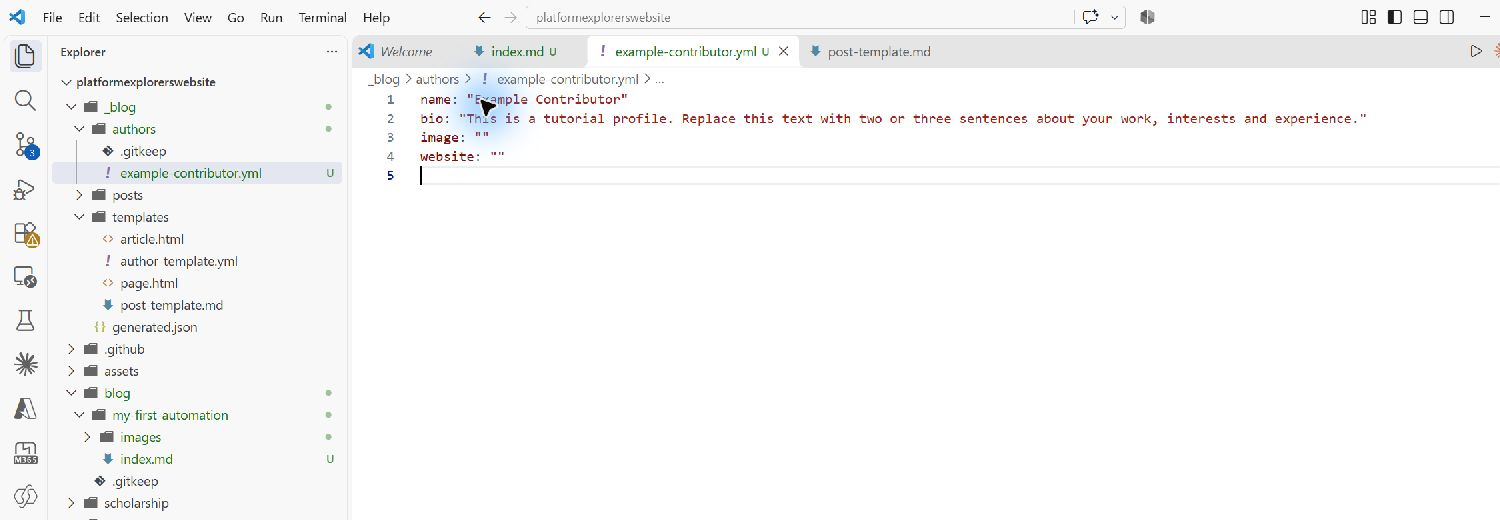 File Edit Selection View Go Run Terminal Help
platformexplorerswebsite
Explorer
platformexplorerswebsite
_blog
authors
.gitkeep
example-contributor.yml U
posts
templates
article.html
author-template.yml
page.html
post-template.md
generated.json
.github
assets
blog
my-first-automation
images
index.md U
.gitkeep
scholarship
3
M365
Welcome index.md U example-contributor.yml U post-template.md
_blog > authors > example-contributor.yml > ...
1 name: "Example Contributor"
2 bio: "This is a tutorial profile. Replace this text with two or three sentences about your work, interests and experience."
3 image: ""
4 website: ""
5